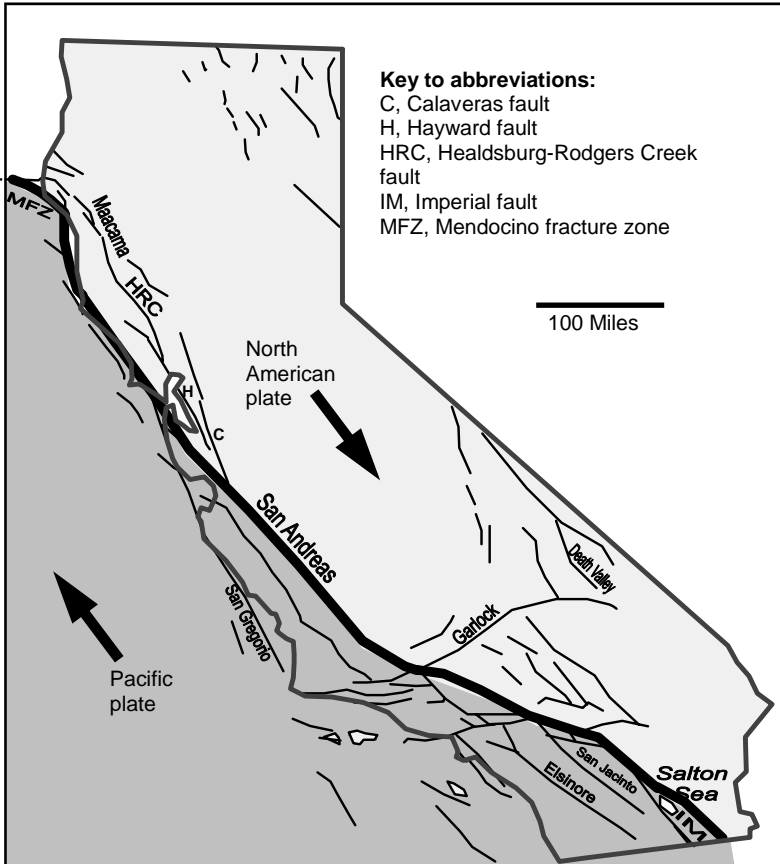 Key to abbreviations:
C, Calaveras fault
H, Hayward fault
HRC, Healdsburg-Rodgers Creek
fault
IM, Imperial fault
MFZ, Mendocino fracture zone
100 Miles
MFZ
Maacama
HRC
H
C
North
American
plate
San Andreas
San Gregorio
Death Valley
Garlock
Pacific
plate
San Jacinto
Elsinore
Salton
Sea
IM